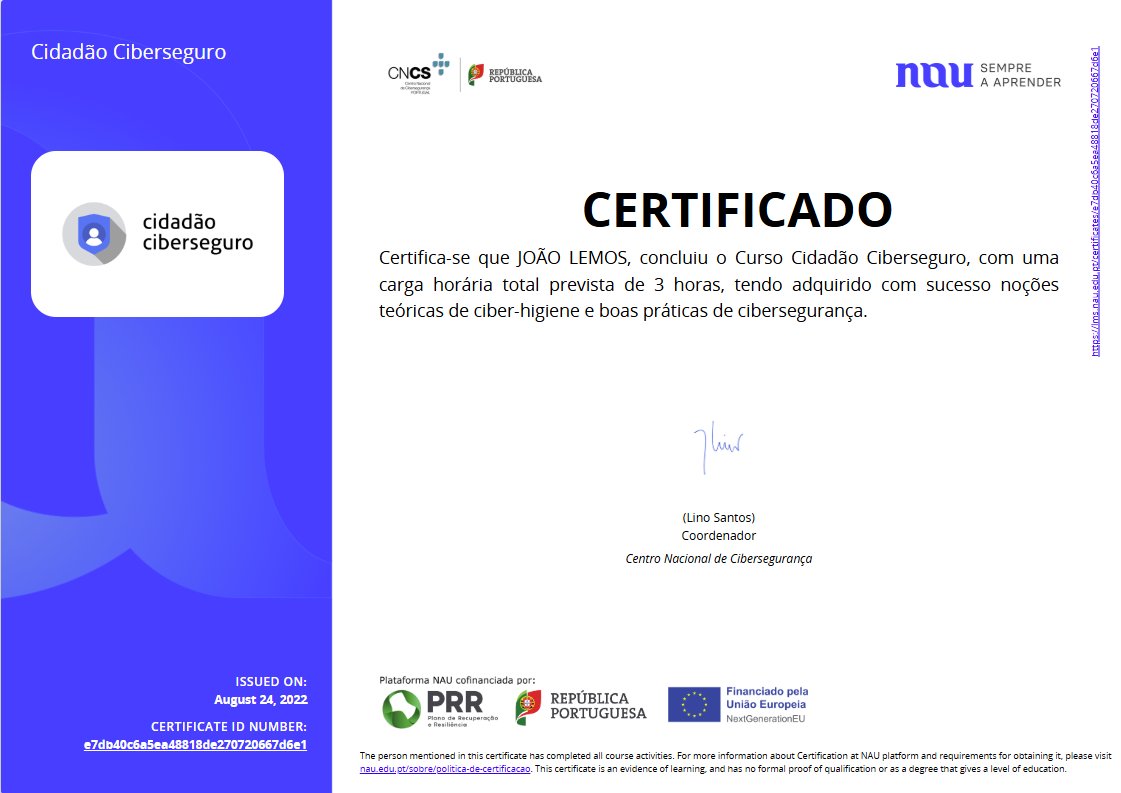 Cidadão Ciberseguro
cidadão
ciberseguro
ISSUED ON:
August 24, 2022
CERTIFICATE ID NUMBER:
e7db40c6a5ea48818de270720667d6e1
CNCS
Centro Nacional
de Cibersegurança
PORTUGAL
REPÚBLICA
PORTUGUESA
nau
SEMPRE
A APRENDER
https://lms.nau.edu.pt/certificates/e7db40c6a5ea48818de270720667d6e1
CERTIFICADO
Certifica-se que JOÃO LEMOS, concluiu o Curso Cidadão Ciberseguro, com uma
carga horária total prevista de 3 horas, tendo adquirido com sucesso noções
teóricas de ciber-higiene e boas práticas de cibersegurança.
(Lino Santos)
Coordenador
Centro Nacional de Cibersegurança
Plataforma NAU cofinanciada por:
PRR
Plano de Recuperação
e Resiliência
REPÚBLICA
PORTUGUESA
Financiado pela
União Europeia
NextGenerationEU
The person mentioned in this certificate has completed all course activities. For more information about Certification at NAU platform and requirements for obtaining it, please visit
nau.edu.pt/sobre/politica-de-certificacao. This certificate is an evidence of learning, and has no formal proof of qualification or as a degree that gives a level of education.